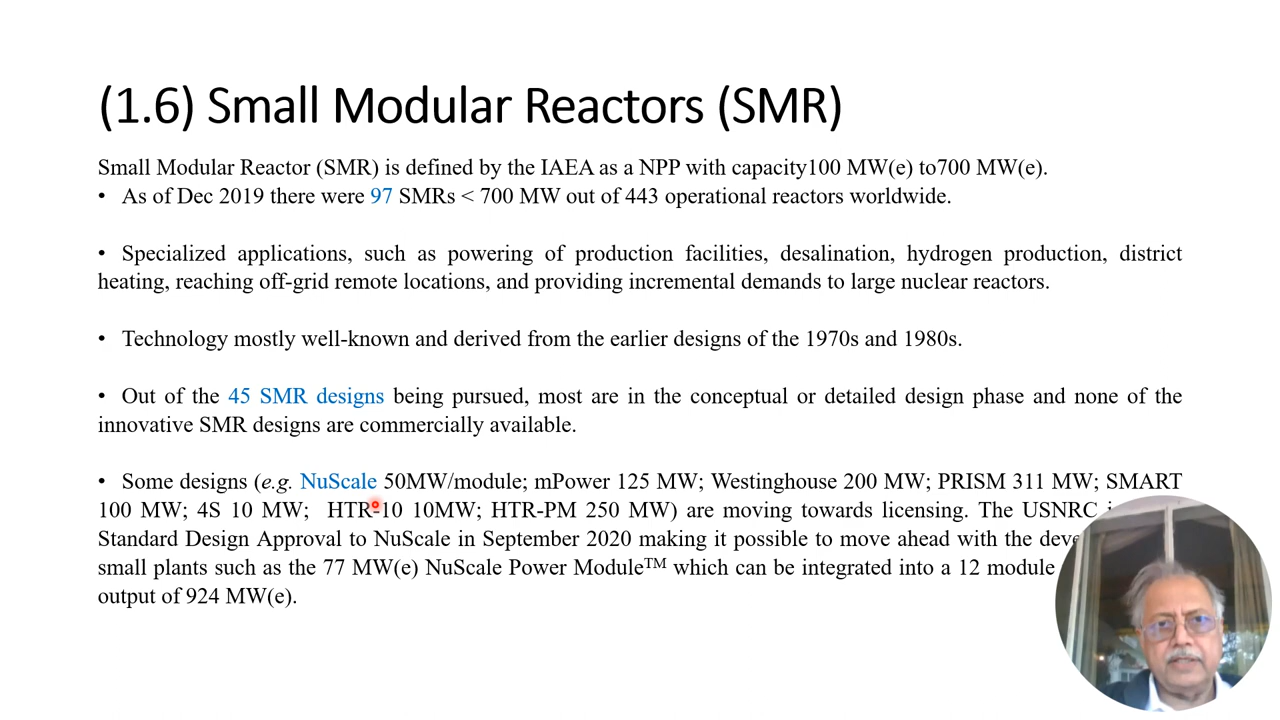 (1.6) Small Modular Reactors (SMR)
Small Modular Reactor (SMR) is defined by the IAEA as a NPP with capacity100 MW(e) to700 MW(e).
• As of Dec 2019 there were 97 SMRs < 700 MW out of 443 operational reactors worldwide.
• Specialized applications, such as powering of production facilities, desalination, hydrogen production, district
heating, reaching off-grid remote locations, and providing incremental demands to large nuclear reactors.
• Technology mostly well-known and derived from the earlier designs of the 1970s and 1980s.
• Out of the 45 SMR designs being pursued, most are in the conceptual or detailed design phase and none of the
innovative SMR designs are commercially available.
• Some designs (e.g. NuScale 50MW/module; mPower 125 MW; Westinghouse 200 MW; PRISM 311 MW; SMART
100 MW; 4S 10 MW; HTR-10 10MW; HTR-PM 250 MW) are moving towards licensing. The USNRC
Standard Design Approval to NuScale in September 2020 making it possible to move ahead with the
small plants such as the 77 MW(e) NuScale Power Module™ which can be integrated into a 12 module
output of 924 MW(e).